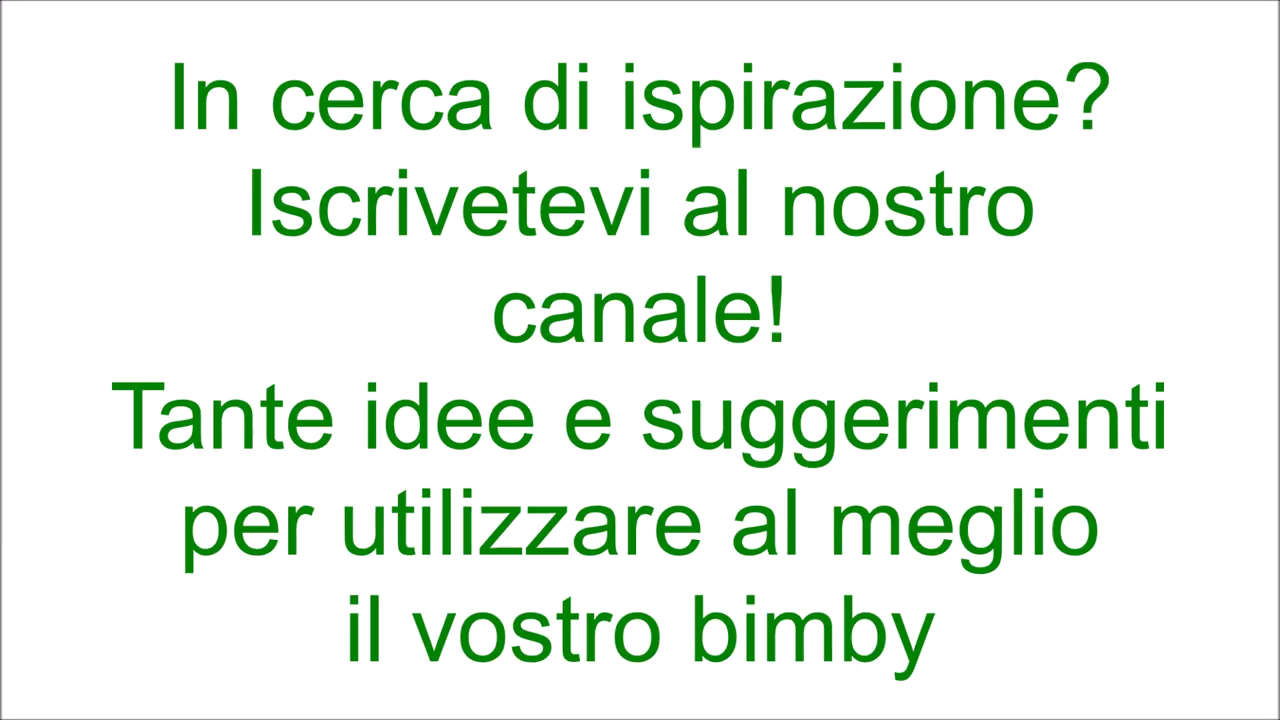 In cerca di ispirazione?
Iscrivetevi al nostro
canale!
Tante idee e suggerimenti
per utilizzare al meglio
il vostro bimby